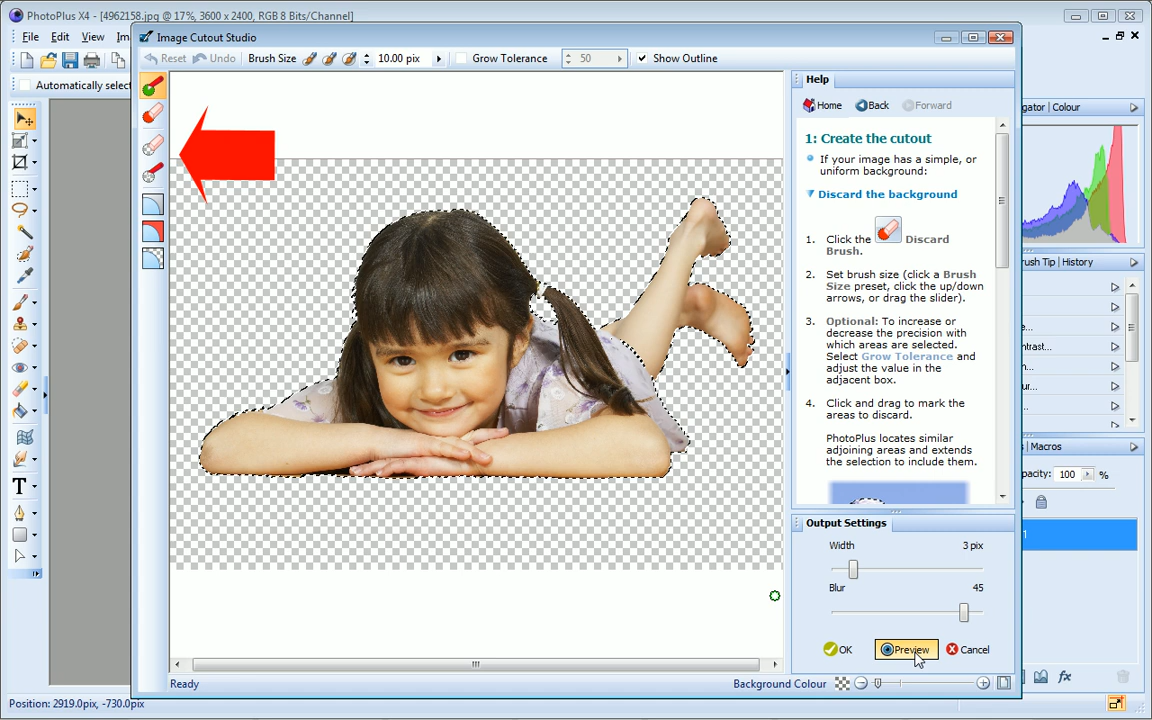 PhotoPlus X4 - [4962158.jpg @ 17%, 3600 x 2400, RGB 8 Bits/Channel]
File Edit View Im
Image Cutout Studio
Reset Undo Brush Size 10.00 pix Grow Tolerance 50 Show Outline
Automatically select
Help
Home Back Forward
1: Create the cutout
If your image has a simple, or
uniform background:
Discard the background
1. Click the Discard
Brush.
2. Set brush size (click a Brush
Size preset, click the up/down
arrows, or drag the slider).
3. Optional: To increase or
decrease the precision with
which areas are selected.
Select Grow Tolerance and
adjust the value in the
adjacent box.
4. Click and drag to mark the
areas to discard.
PhotoPlus locates similar
adjoining areas and extends
the selection to include them.
Output Settings
Width 3 pix
Blur 45
OK Preview Cancel
Ready
Background Colour
gator | Colour
rush Tip | History
e...
ntrast...
n...
ur...
...
| Macros
pacity: 100 %
1
T
fx
Position: 2919.0pix, -730.0pix